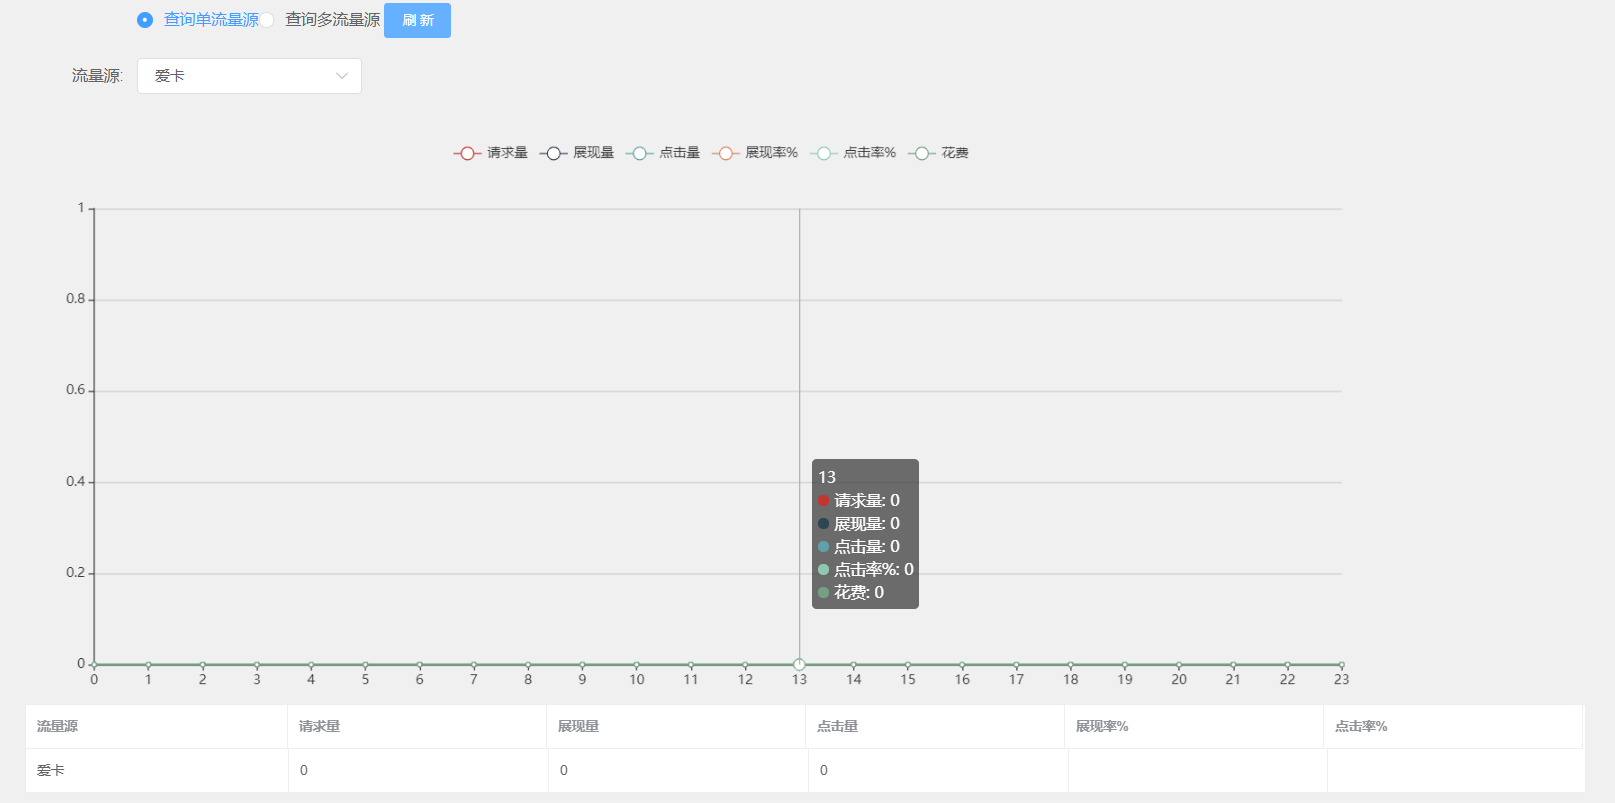 查询单流量源 查询多流量源 刷 新
流量源: 爱卡
请求量 展现量 点击量 展现率% 点击率% 花费
1
0.8
0.6
0.4
0.2
0
13
请求量: 0
展现量: 0
点击量: 0
点击率%: 0
花费: 0
0 1 2 3 4 5 6 7 8 9 10 11 12 13 14 15 16 17 18 19 20 21 22 23
流量源 请求量 展现量 点击量 展现率% 点击率%
爱卡 0 0 0